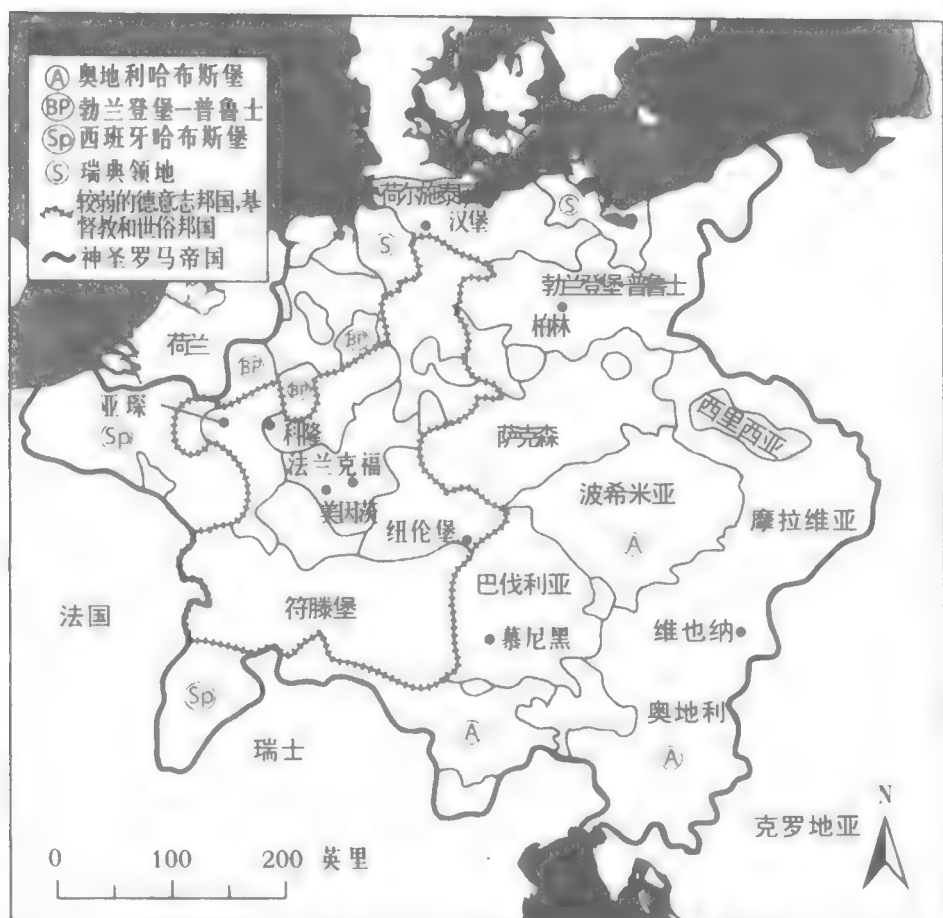 A 奥地利哈布斯堡
BP 勃兰登堡-普鲁士
Sp 西班牙哈布斯堡
S 瑞典领地
较弱的德意志邦国,基
督教和世俗邦国
神圣罗马帝国
荷尔施泰
S
汉堡
S
勃兰登堡-普鲁士
柏林
荷兰
BP
BP
BP
亚琛
Sp
科隆
萨克森
西里西亚
法兰克福
美因茨
纽伦堡
波希米亚
A
摩拉维亚
法国
符滕堡
巴伐利亚
慕尼黑
维也纳
Sp
瑞士
A
奥地利
A
克罗地亚
N
0 100 200 英里